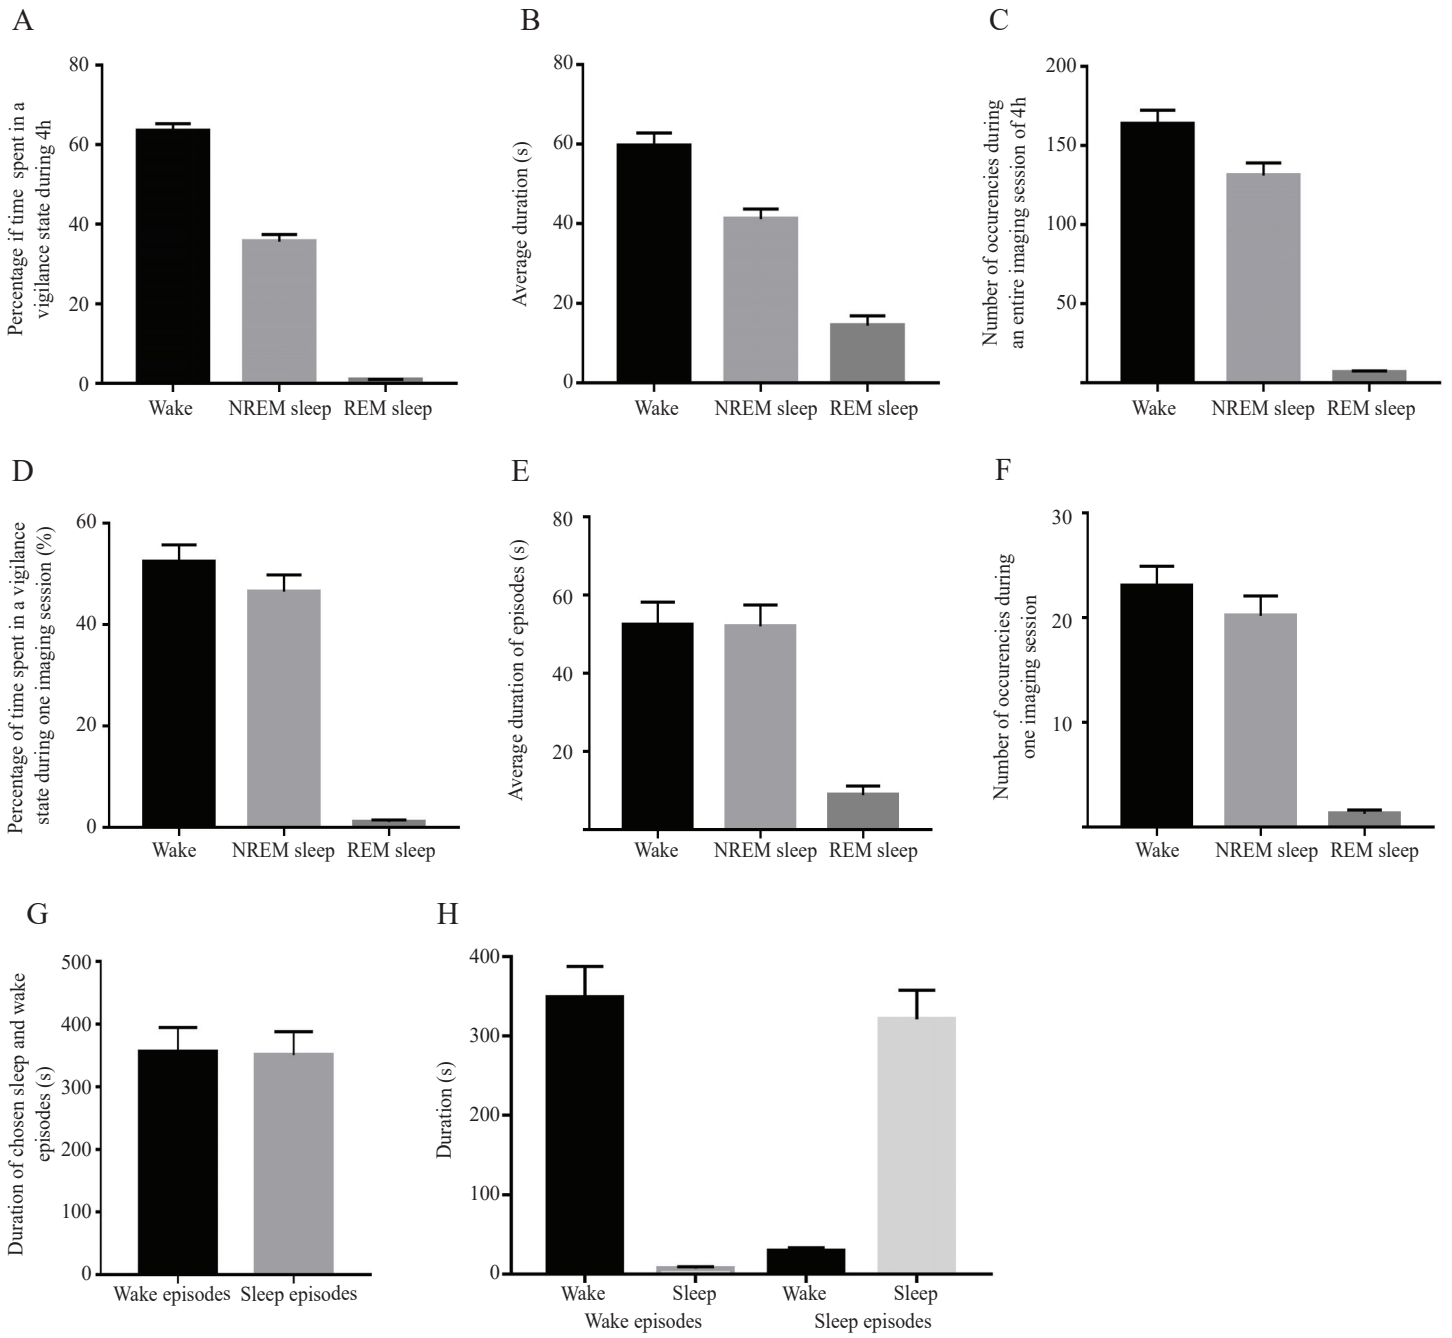 A
B
C
Percentage if time spent in a
vigilance state during 4h
80
60
40
20
0
Wake
NREM sleep
REM sleep
Average duration (s)
80
60
40
20
0
Wake
NREM sleep
REM sleep
Number of occurencies during
an entire imaging session of 4h
200
150
100
50
Wake
NREM sleep
REM sleep
D
E
F
Percentage of time spent in a vigilance
state during one imaging session (%)
60
40
20
0
Wake
NREM sleep
REM sleep
Average duration of episodes (s)
80
60
40
20
Wake
NREM sleep
REM sleep
Number of occurencies during
one imaging session
30
20
10
Wake
NREM sleep
REM sleep
G
H
Duration of chosen sleep and wake
episodes (s)
500
400
300
200
100
0
Wake episodes
Sleep episodes
Duration (s)
400
300
200
100
0
Wake
Sleep
Wake
Sleep
Wake episodes
Sleep episodes